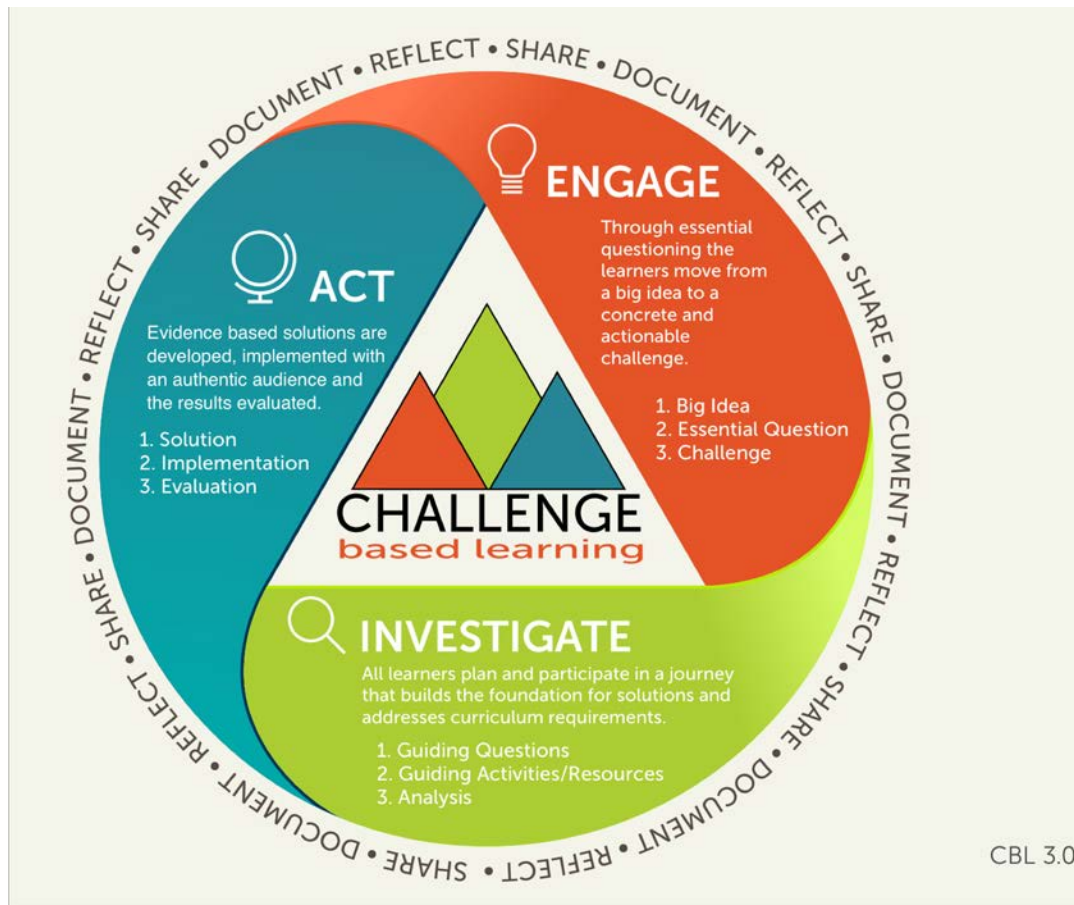 DOCUMENT • REFLECT • SHARE • DOCUMENT • REFLECT • SHARE • DOCUMENT • REFLECT • SHARE • DOCUMENT • REFLECT • SHARE • DOCUMENT • REFLECT • SHARE • DOCUMENT • REFLECT • SHARE •
ENGAGE
Through essential
questioning the
learners move from
a big idea to a
concrete and
actionable
challenge.
1. Big Idea
2. Essential Question
3. Challenge
ACT
Evidence based solutions are
developed, implemented with
an authentic audience and
the results evaluated.
1. Solution
2. Implementation
3. Evaluation
CHALLENGE
based learning
INVESTIGATE
All learners plan and participate in a journey
that builds the foundation for solutions and
addresses curriculum requirements.
1. Guiding Questions
2. Guiding Activities/Resources
3. Analysis
CBL 3.0